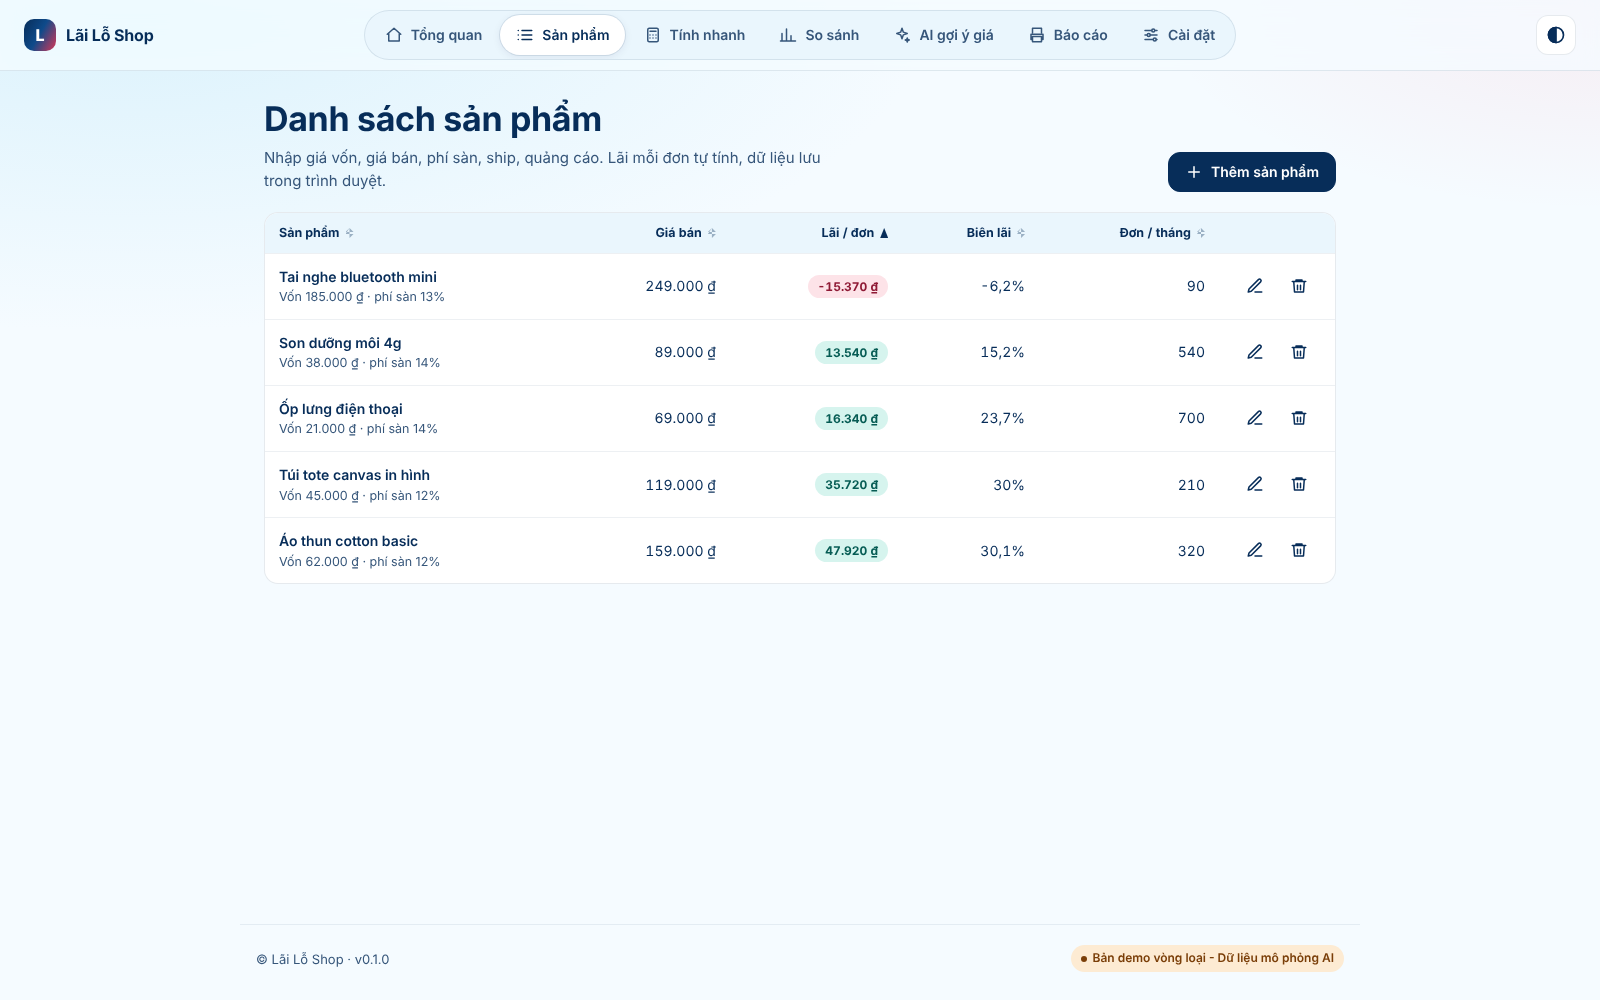 L Lãi Lỗ Shop
Tổng quan
Sản phẩm
Tính nhanh
So sánh
AI gợi ý giá
Báo cáo
Cài đặt
Danh sách sản phẩm
Nhập giá vốn, giá bán, phí sàn, ship, quảng cáo. Lãi mỗi đơn tự tính, dữ liệu lưu
trong trình duyệt.
Thêm sản phẩm
Sản phẩm Giá bán Lãi / đơn ▲ Biên lãi Đơn / tháng
Tai nghe bluetooth mini
Vốn 185.000 ₫ · phí sàn 13%
249.000 ₫ -15.370 ₫ -6,2% 90
Son dưỡng môi 4g
Vốn 38.000 ₫ · phí sàn 14%
89.000 ₫ 13.540 ₫ 15,2% 540
Ốp lưng điện thoại
Vốn 21.000 ₫ · phí sàn 14%
69.000 ₫ 16.340 ₫ 23,7% 700
Túi tote canvas in hình
Vốn 45.000 ₫ · phí sàn 12%
119.000 ₫ 35.720 ₫ 30% 210
Áo thun cotton basic
Vốn 62.000 ₫ · phí sàn 12%
159.000 ₫ 47.920 ₫ 30,1% 320
© Lãi Lỗ Shop · v0.1.0
Bản demo vòng loại - Dữ liệu mô phỏng AI